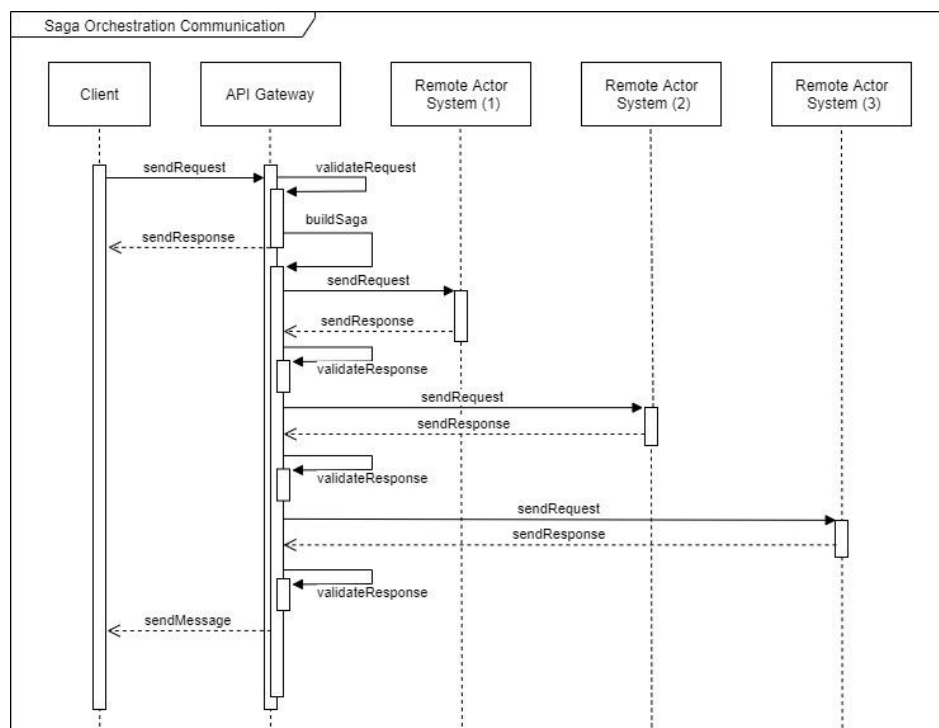 Saga Orchestration Communication
Client
API Gateway
Remote Actor
System (1)
Remote Actor
System (2)
Remote Actor
System (3)
sendRequest
validateRequest
buildSaga
sendResponse
sendRequest
sendResponse
validateResponse
sendRequest
sendResponse
validateResponse
sendRequest
sendResponse
validateResponse
sendMessage